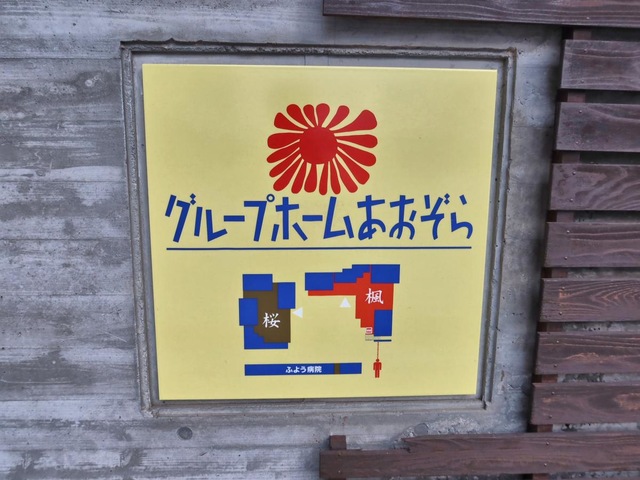 グループホームあおぞら
桜
楓
ふよう病院